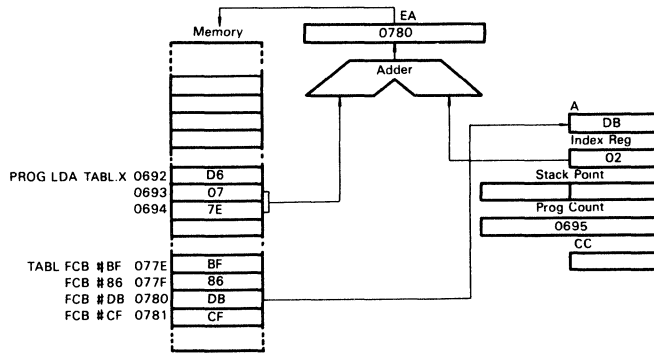 EA
Memory
0780
Adder
A
DB
Index Reg
02
PROG LDA TABL.X 0692 D6
Stack Point
0693 07
0694 7E
Prog Count
0695
CC
TABL FCB #BF 077E BF
FCB #86 077F 86
FCB #DB 0780 DB
FCB #CF 0781 CF